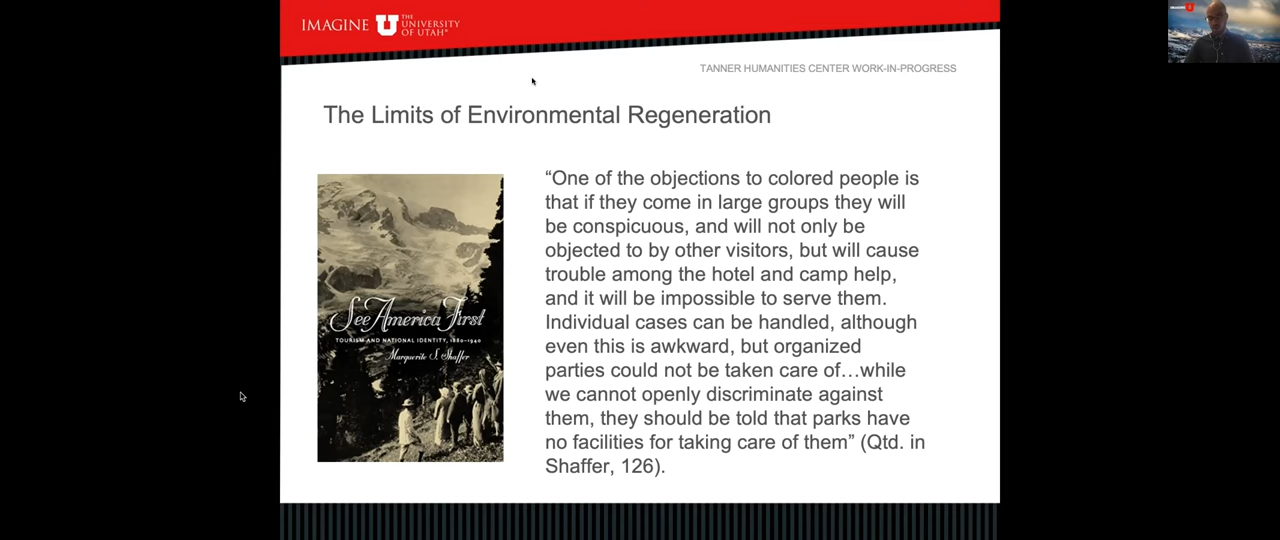 IMAGINE
THE
UNIVERSITY
OF UTAH®
TANNER HUMANITIES CENTER WORK-IN-PROGRESS
The Limits of Environmental Regeneration
See America First
TOURISM AND NATIONAL IDENTITY, 1880–1940
Marguerite S. Shaffer
“One of the objections to colored people is
that if they come in large groups they will
be conspicuous, and will not only be
objected to by other visitors, but will cause
trouble among the hotel and camp help,
and it will be impossible to serve them.
Individual cases can be handled, although
even this is awkward, but organized
parties could not be taken care of…while
we cannot openly discriminate against
them, they should be told that parks have
no facilities for taking care of them” (Qtd. in
Shaffer, 126).